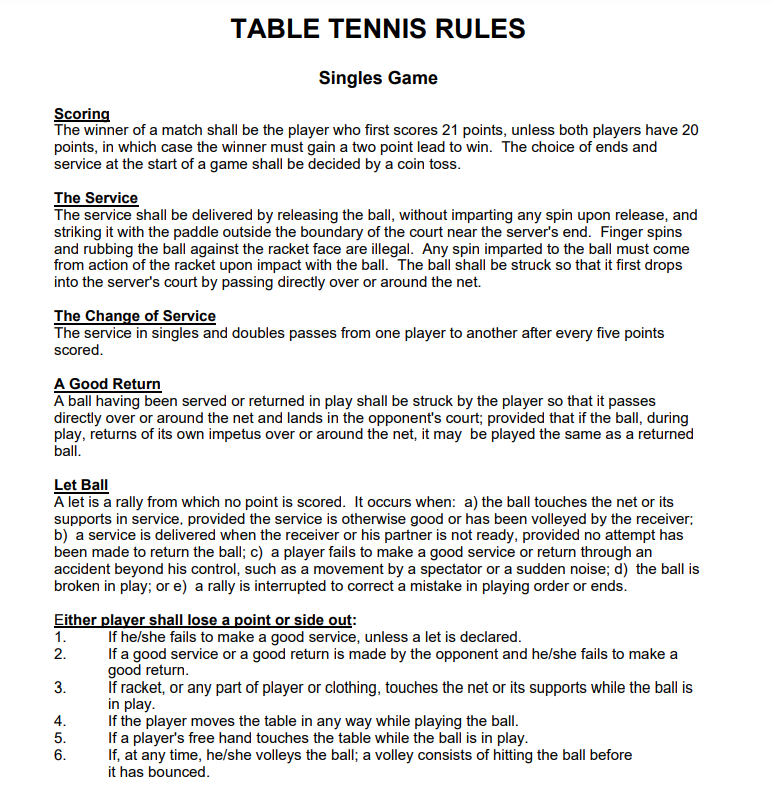 TABLE TENNIS RULES
Singles Game
Scoring
The winner of a match shall be the player who first scores 21 points, unless both players have 20
points, in which case the winner must gain a two point lead to win.  The choice of ends and
service at the start of a game shall be decided by a coin toss.
The Service
The service shall be delivered by releasing the ball, without imparting any spin upon release, and
striking it with the paddle outside the boundary of the court near the server's end.  Finger spins
and rubbing the ball against the racket face are illegal.  Any spin imparted to the ball must come
from action of the racket upon impact with the ball.  The ball shall be struck so that it first drops
into the server's court by passing directly over or around the net.
The Change of Service
The service in singles and doubles passes from one player to another after every five points
scored.
A Good Return
A ball having been served or returned in play shall be struck by the player so that it passes
directly over or around the net and lands in the opponent's court; provided that if the ball, during
play, returns of its own impetus over or around the net, it may  be played the same as a returned
ball.
Let Ball
A let is a rally from which no point is scored.  It occurs when:  a) the ball touches the net or its
supports in service, provided the service is otherwise good or has been volleyed by the receiver;
b)  a service is delivered when the receiver or his partner is not ready, provided no attempt has
been made to return the ball; c)  a player fails to make a good service or return through an
accident beyond his control, such as a movement by a spectator or a sudden noise; d)  the ball is
broken in play; or e)  a rally is interrupted to correct a mistake in playing order or ends.
Either player shall lose a point or side out:
1. If he/she fails to make a good service, unless a let is declared.
2. If a good service or a good return is made by the opponent and he/she fails to make a
good return.
3. If racket, or any part of player or clothing, touches the net or its supports while the ball is
in play.
4. If the player moves the table in any way while playing the ball.
5. If a player's free hand touches the table while the ball is in play.
6. If, at any time, he/she volleys the ball; a volley consists of hitting the ball before
it has bounced.